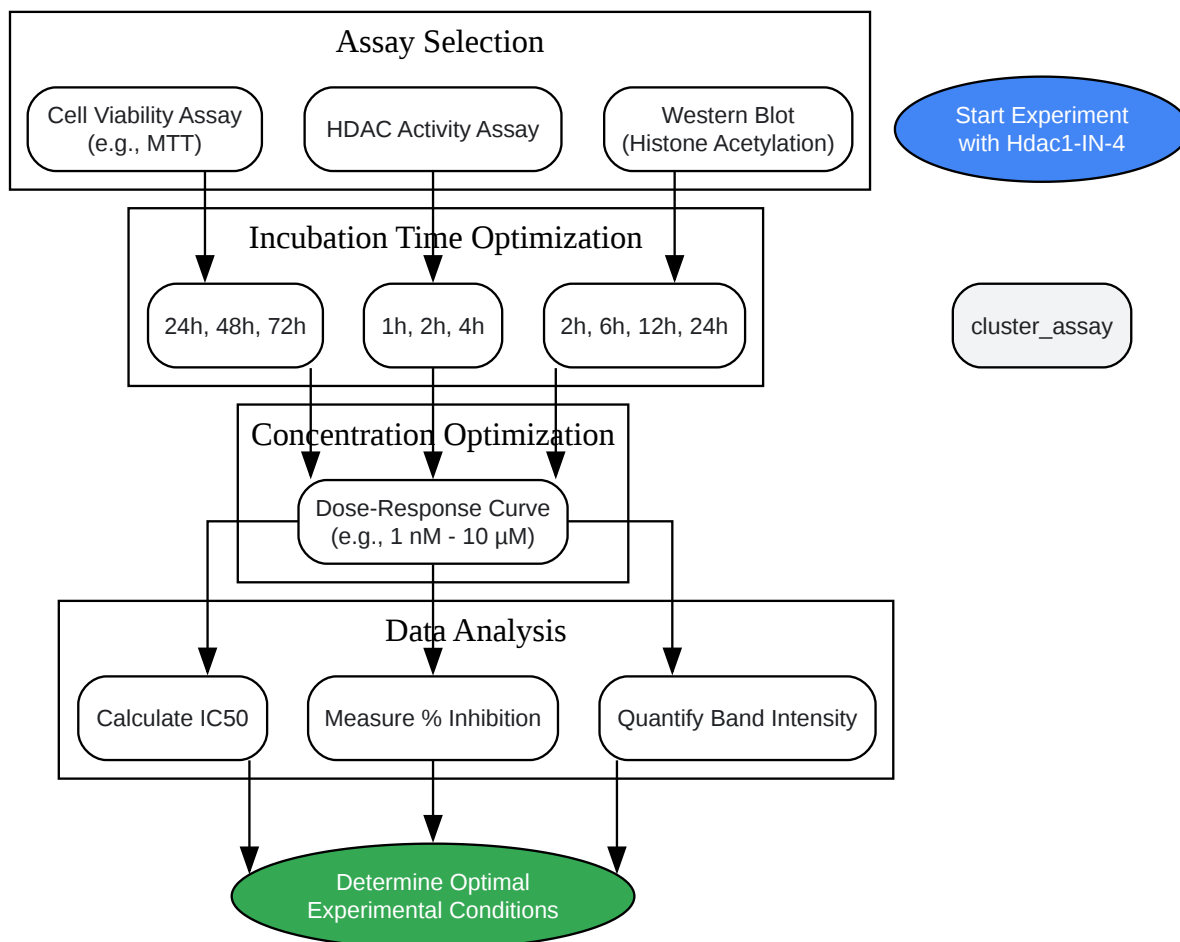 Assay Selection
Cell Viability Assay
(e.g., MTT)
HDAC Activity Assay
Western Blot
(Histone Acetylation)
Start Experiment
with Hdac1-IN-4
Incubation Time Optimization
24h, 48h, 72h
1h, 2h, 4h
2h, 6h, 12h, 24h
cluster_assay
Concentration Optimization
Dose-Response Curve
(e.g., 1 nM - 10 µM)
Data Analysis
Calculate IC50
Measure % Inhibition
Quantify Band Intensity
Determine Optimal
Experimental Conditions